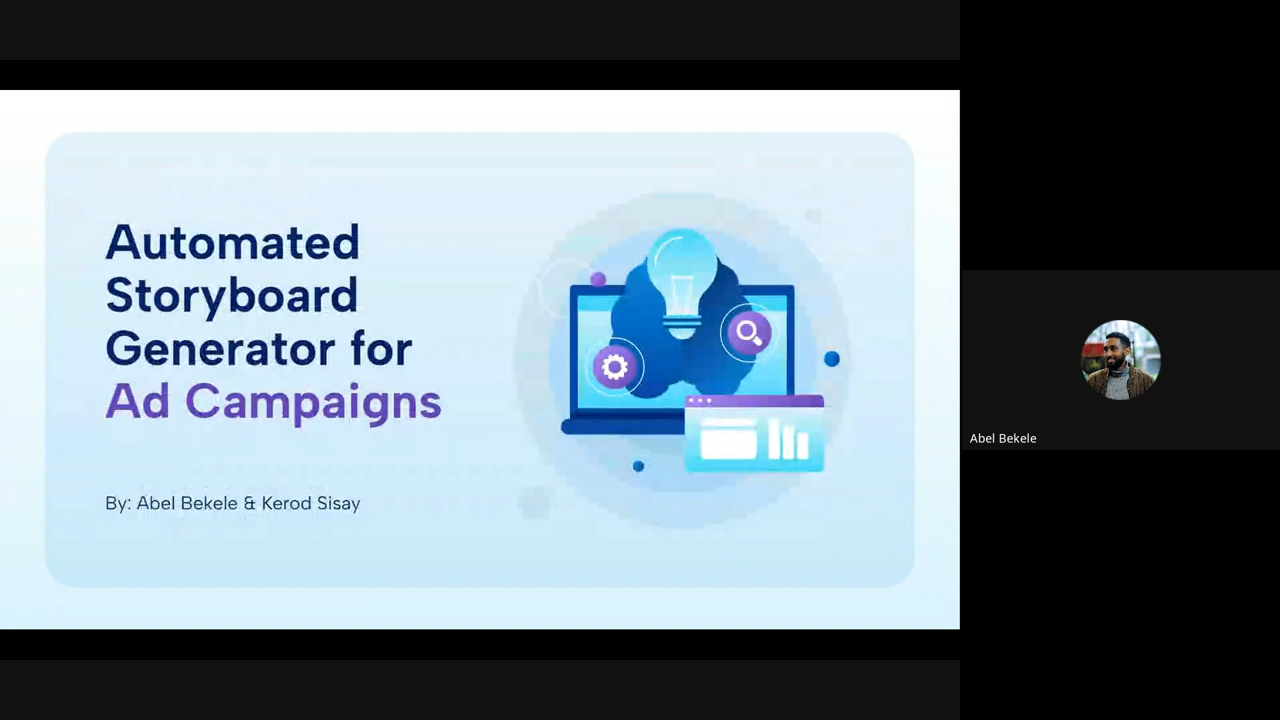 Automated
Storyboard
Generator for
Ad Campaigns
By: Abel Bekele & Kerod Sisay
Abel Bekele